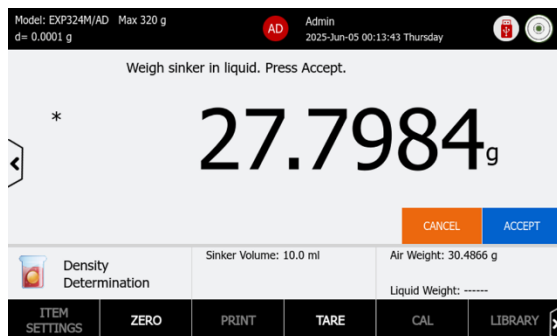 Model: EXP324M/AD Max 320 g
d= 0.0001 g
AD
Admin
2025-Jun-05 00:13:43 Thursday
Weigh sinker in liquid. Press Accept.
*
27.7984 g
CANCEL
ACCEPT
Density
Determination
Sinker Volume: 10.0 ml
Air Weight: 30.4866 g
Liquid Weight: ------
ITEM
SETTINGS
ZERO
PRINT
TARE
CAL
LIBRARY